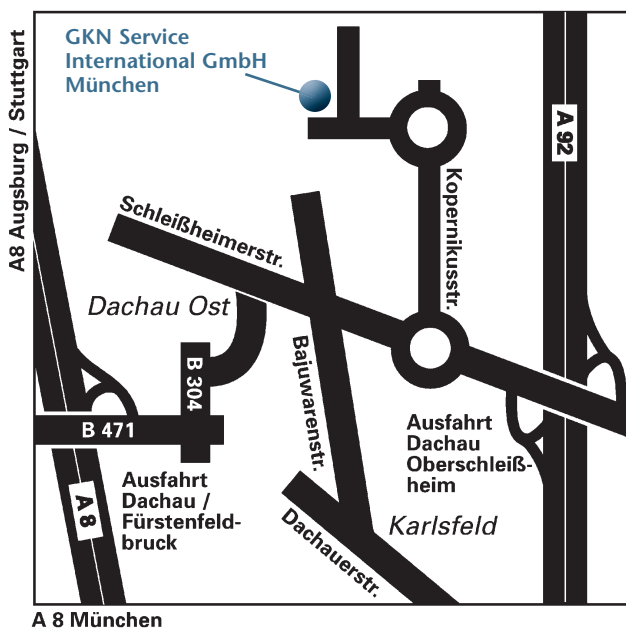 GKN Service
International GmbH
München
A8 Augsburg / Stuttgart
A 92
Kopernikusstr.
Schleißheimerstr.
Dachau Ost
B 304
Bajuwarenstr.
B 471
Ausfahrt
Dachau
Oberschleiß-
heim
Ausfahrt
Dachau /
Fürstenfeld-
bruck
A 8
Dachauerstr.
Karlsfeld
A 8 München